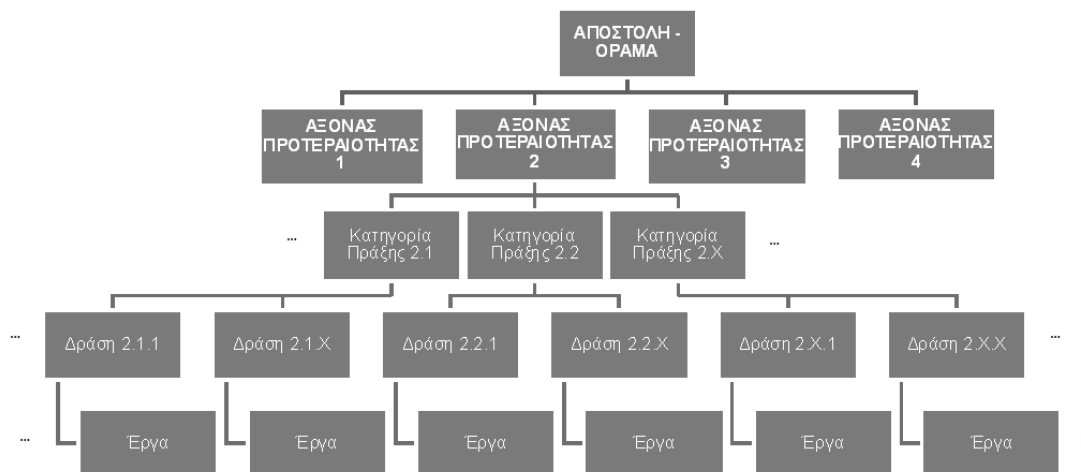 ΑΠΟΣΤΟΛΗ -
ΟΡΑΜΑ
ΑΞΟΝΑΣ
ΠΡΟΤΕΡΑΙΟΤΗΤΑΣ
1
ΑΞΟΝΑΣ
ΠΡΟΤΕΡΑΙΟΤΗΤΑΣ
2
ΑΞΟΝΑΣ
ΠΡΟΤΕΡΑΙΟΤΗΤΑΣ
3
ΑΞΟΝΑΣ
ΠΡΟΤΕΡΑΙΟΤΗΤΑΣ
4
...
Κατηγορία
Πράξης 2.1
Κατηγορία
Πράξης 2.2
Κατηγορία
Πράξης 2.Χ
...
...
Δράση 2.1.1
Δράση 2.1.Χ
Δράση 2.2.1
Δράση 2.2.Χ
Δράση 2.Χ.1
Δράση 2.Χ.Χ
...
...
Έργα
Έργα
Έργα
Έργα
Έργα
Έργα